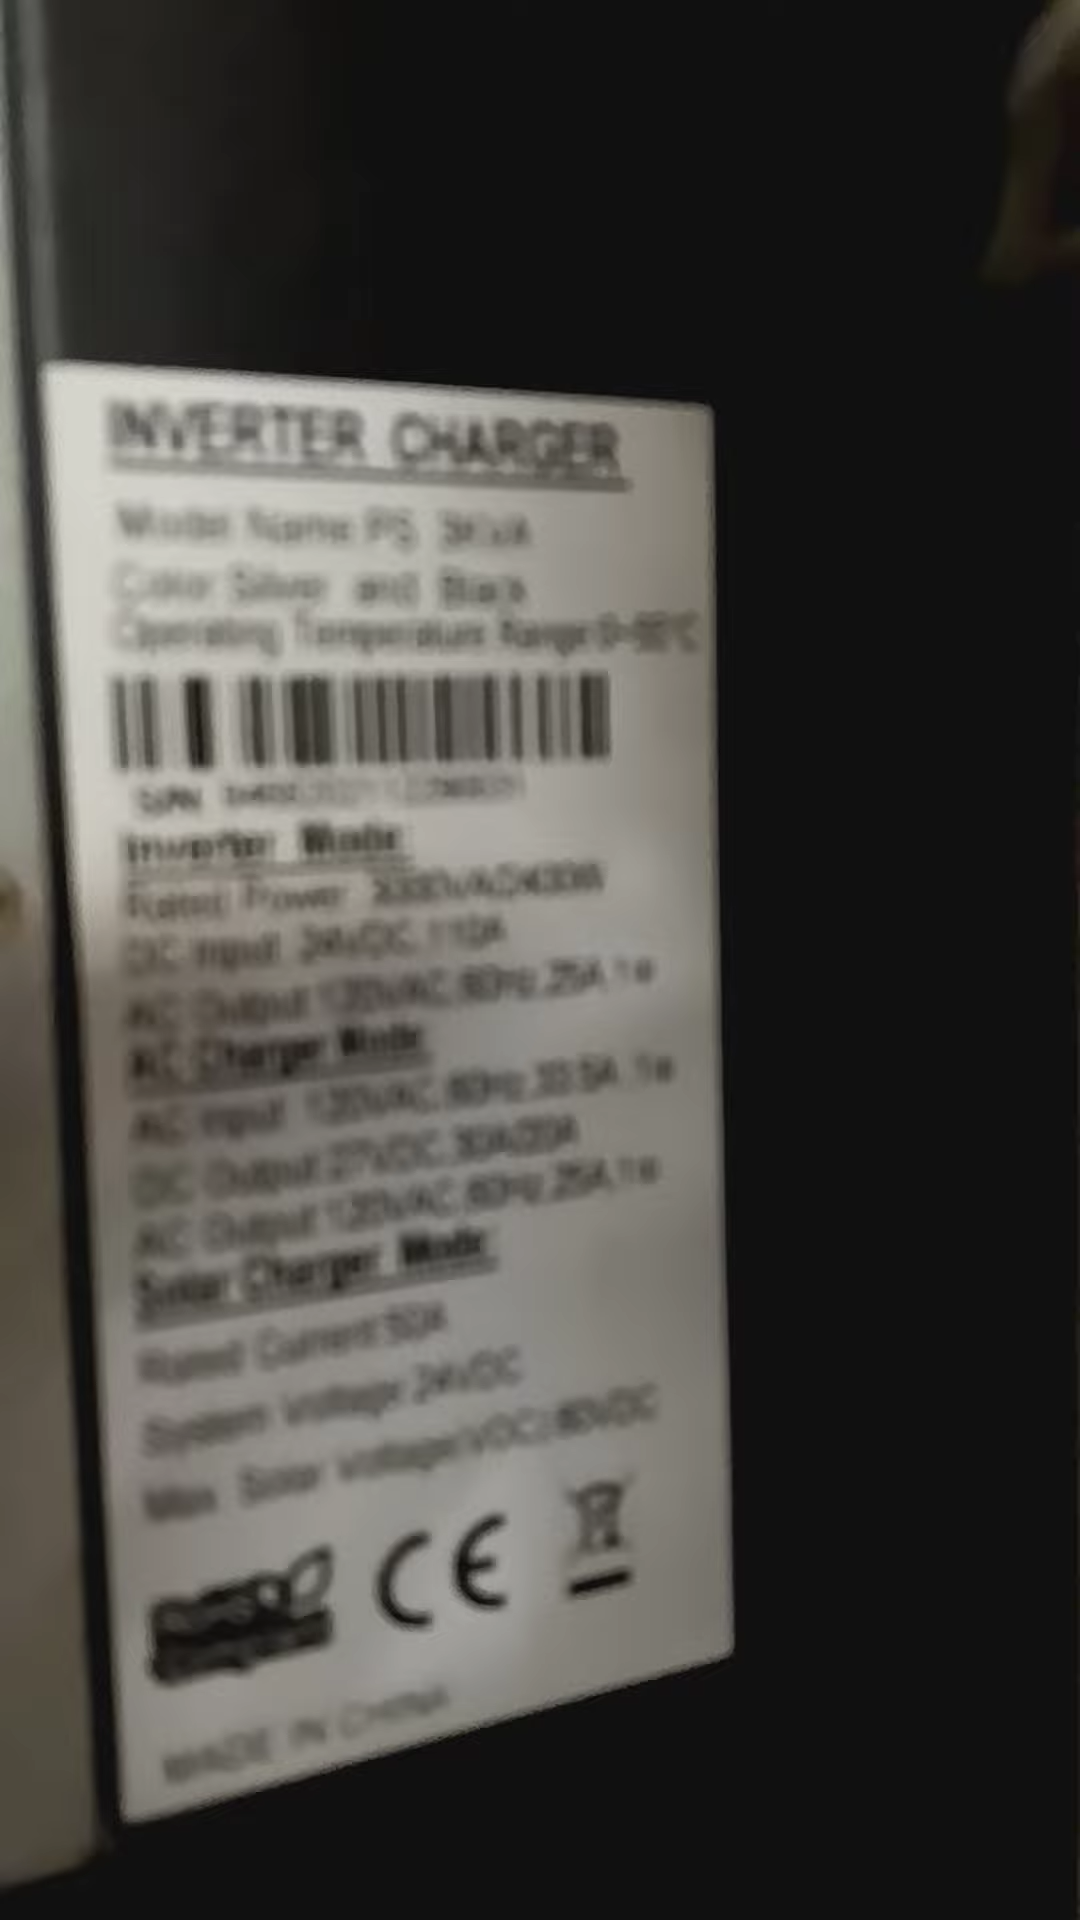 INVERTER CHARGER
Model Name:PS 3KVA
Color:Silver and Black
Operating Temperature Range:0~55°C
S/N:
Inverter Mode:
Rated Power: 3000VA/2400W
DC Input: 24VDC,110A
AC Output:120VAC,60Hz,25A,1ø
AC Charger Mode:
AC Input: 120VAC,60Hz, ,1ø
DC Output:27VDC,30A/20A
AC Output:120VAC,60Hz,25A,1ø
Solar Charger Mode:
Rated Current:50A
System Voltage:24VDC
Max. Solar Voltage(VOC):80VDC
RoHS
CE
MADE IN CHINA